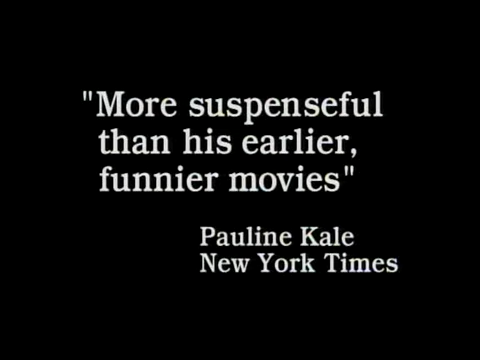 "More suspenseful
than his earlier,
funnier movies"
Pauline Kale
New York Times